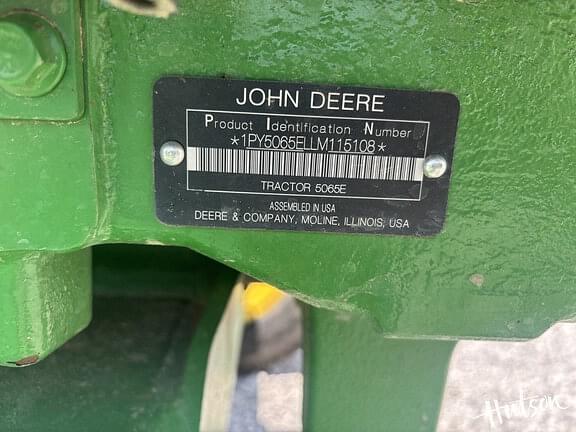 JOHN DEERE
Product Identification Number
*1PY5065ELLM115108*
TRACTOR 5065E
ASSEMBLED IN USA
DEERE & COMPANY, MOLINE, ILLINOIS, USA
Hutson